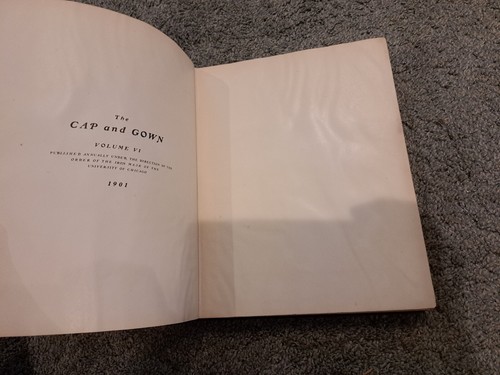 The
CAP and GOWN
VOLUME VI
PUBLISHED ANNUALLY UNDER THE DIRECTION OF THE
ORDER OF THE IRON MASK AT THE
UNIVERSITY OF CHICAGO
1901